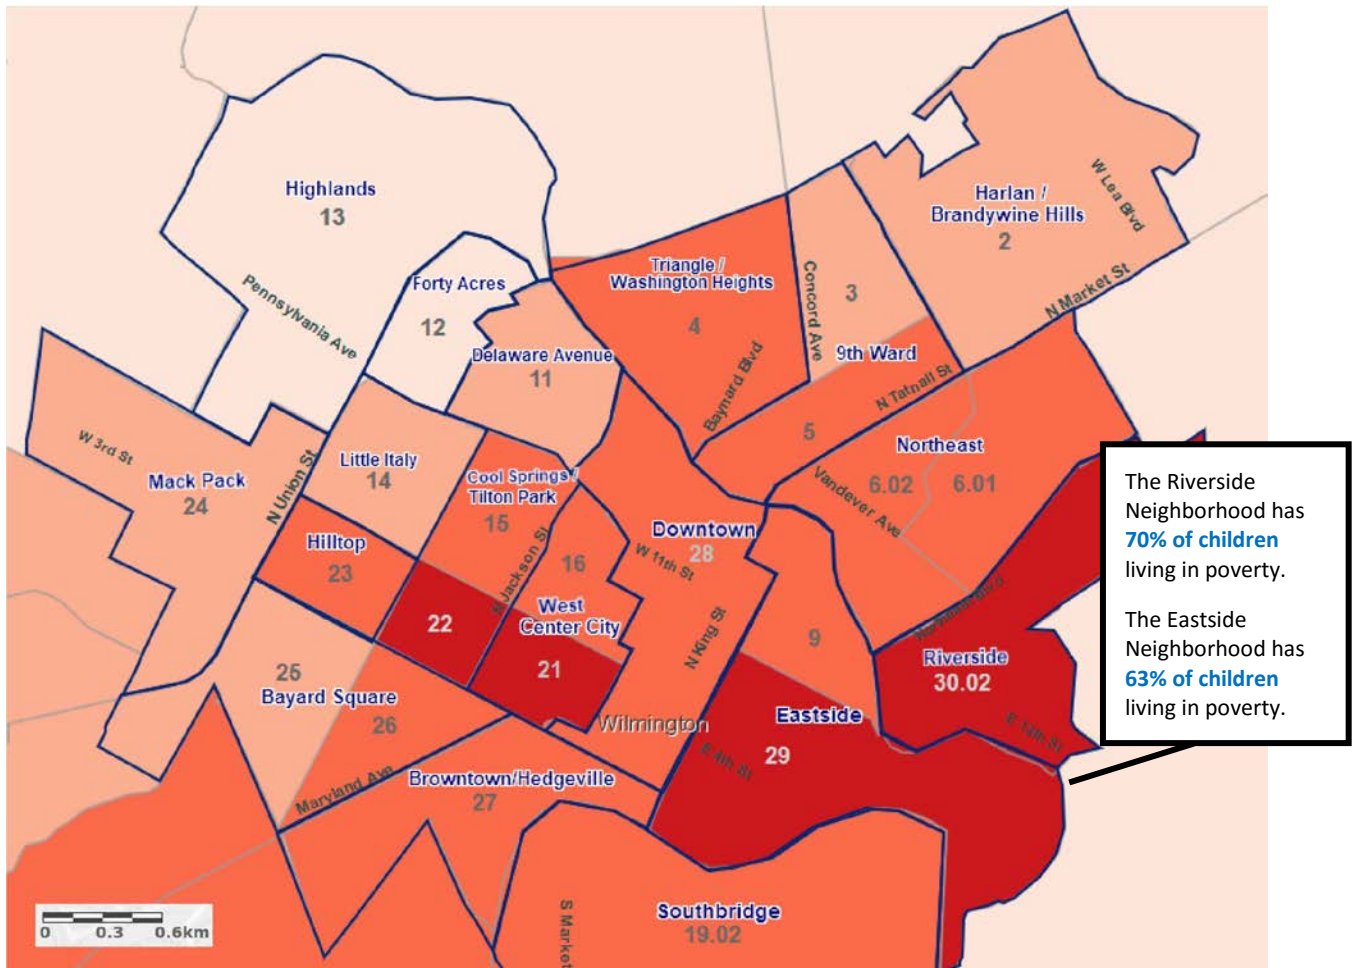 Highlands
13
Harlan /
Brandywine Hills
2
W Lea Blvd
N Market St
Triangle /
Washington Heights
4
Concord Ave
3
Forty Acres
12
Pennsylvania Ave
Delaware Avenue
11
9th Ward
5
N Tatnall St
Baynard Blvd
W 3rd St
Mack Pack
24
N Union St
Little Italy
14
Cool Springs /
Tilton Park
15
Northeast
6.02
6.01
Vandever Ave
Downtown
28
W 11th St
Hilltop
23
N Jackson St
16
West
Center City
21
22
N King St
9
Northeast Blvd
Riverside
30.02
E 12th St
25
Bayard Square
26
Eastside
29
E 4th St
Wilmington
Maryland Ave
Browntown/Hedgeville
27
Southbridge
19.02
S Market
0 0.3 0.6km
The Riverside
Neighborhood has
70% of children
living in poverty.
The Eastside
Neighborhood has
63% of children
living in poverty.